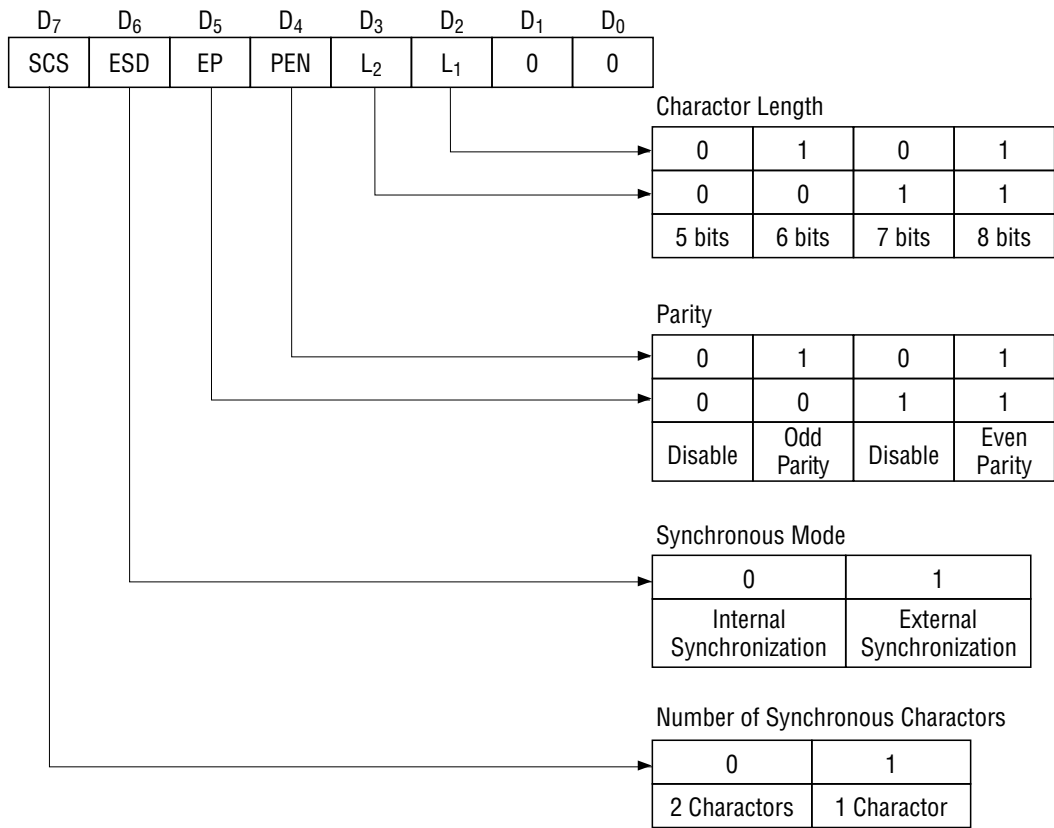 D7 D6 D5 D4 D3 D2 D1 D0
SCS ESD EP PEN L2 L1 0 0
Charactor Length
0 1 0 1
0 0 1 1
5 bits 6 bits 7 bits 8 bits
Parity
0 1 0 1
0 0 1 1
Disable Odd Parity Disable Even Parity
Synchronous Mode
0 1
Internal Synchronization External Synchronization
Number of Synchronous Charactors
0 1
2 Charactors 1 Charactor